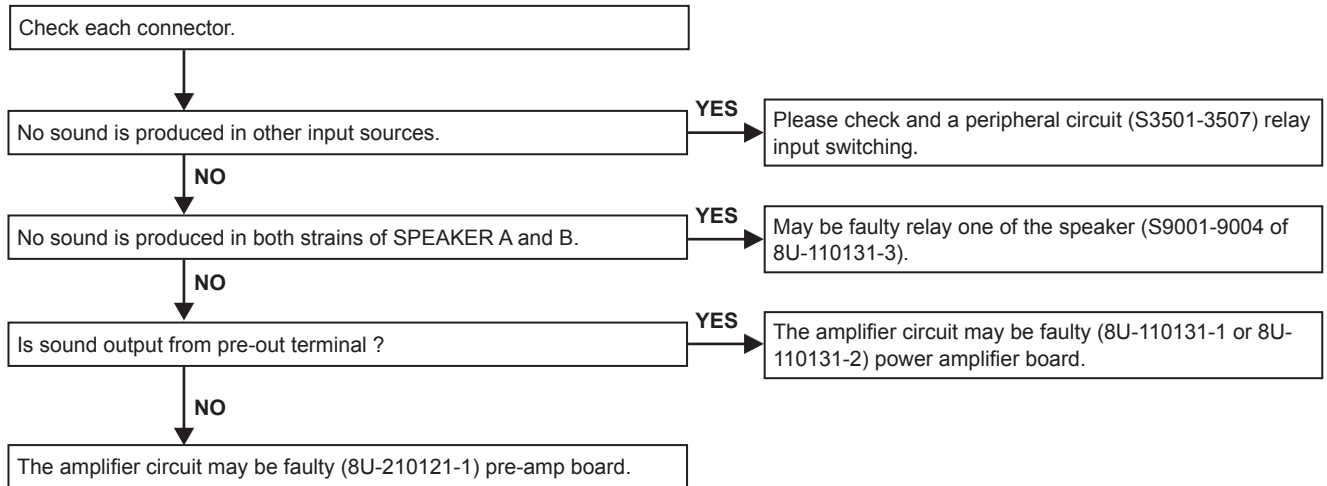 Check each connector.
YES
No sound is produced in other input sources.
Please check and a peripheral circuit (S3501-3507) relay
input switching.
NO
YES
No sound is produced in both strains of SPEAKER A and B.
May be faulty relay one of the speaker (S9001-9004 of
8U-110131-3).
NO
YES
Is sound output from pre-out terminal ?
The amplifier circuit may be faulty (8U-110131-1 or 8U-
110131-2) power amplifier board.
NO
The amplifier circuit may be faulty (8U-210121-1) pre-amp board.